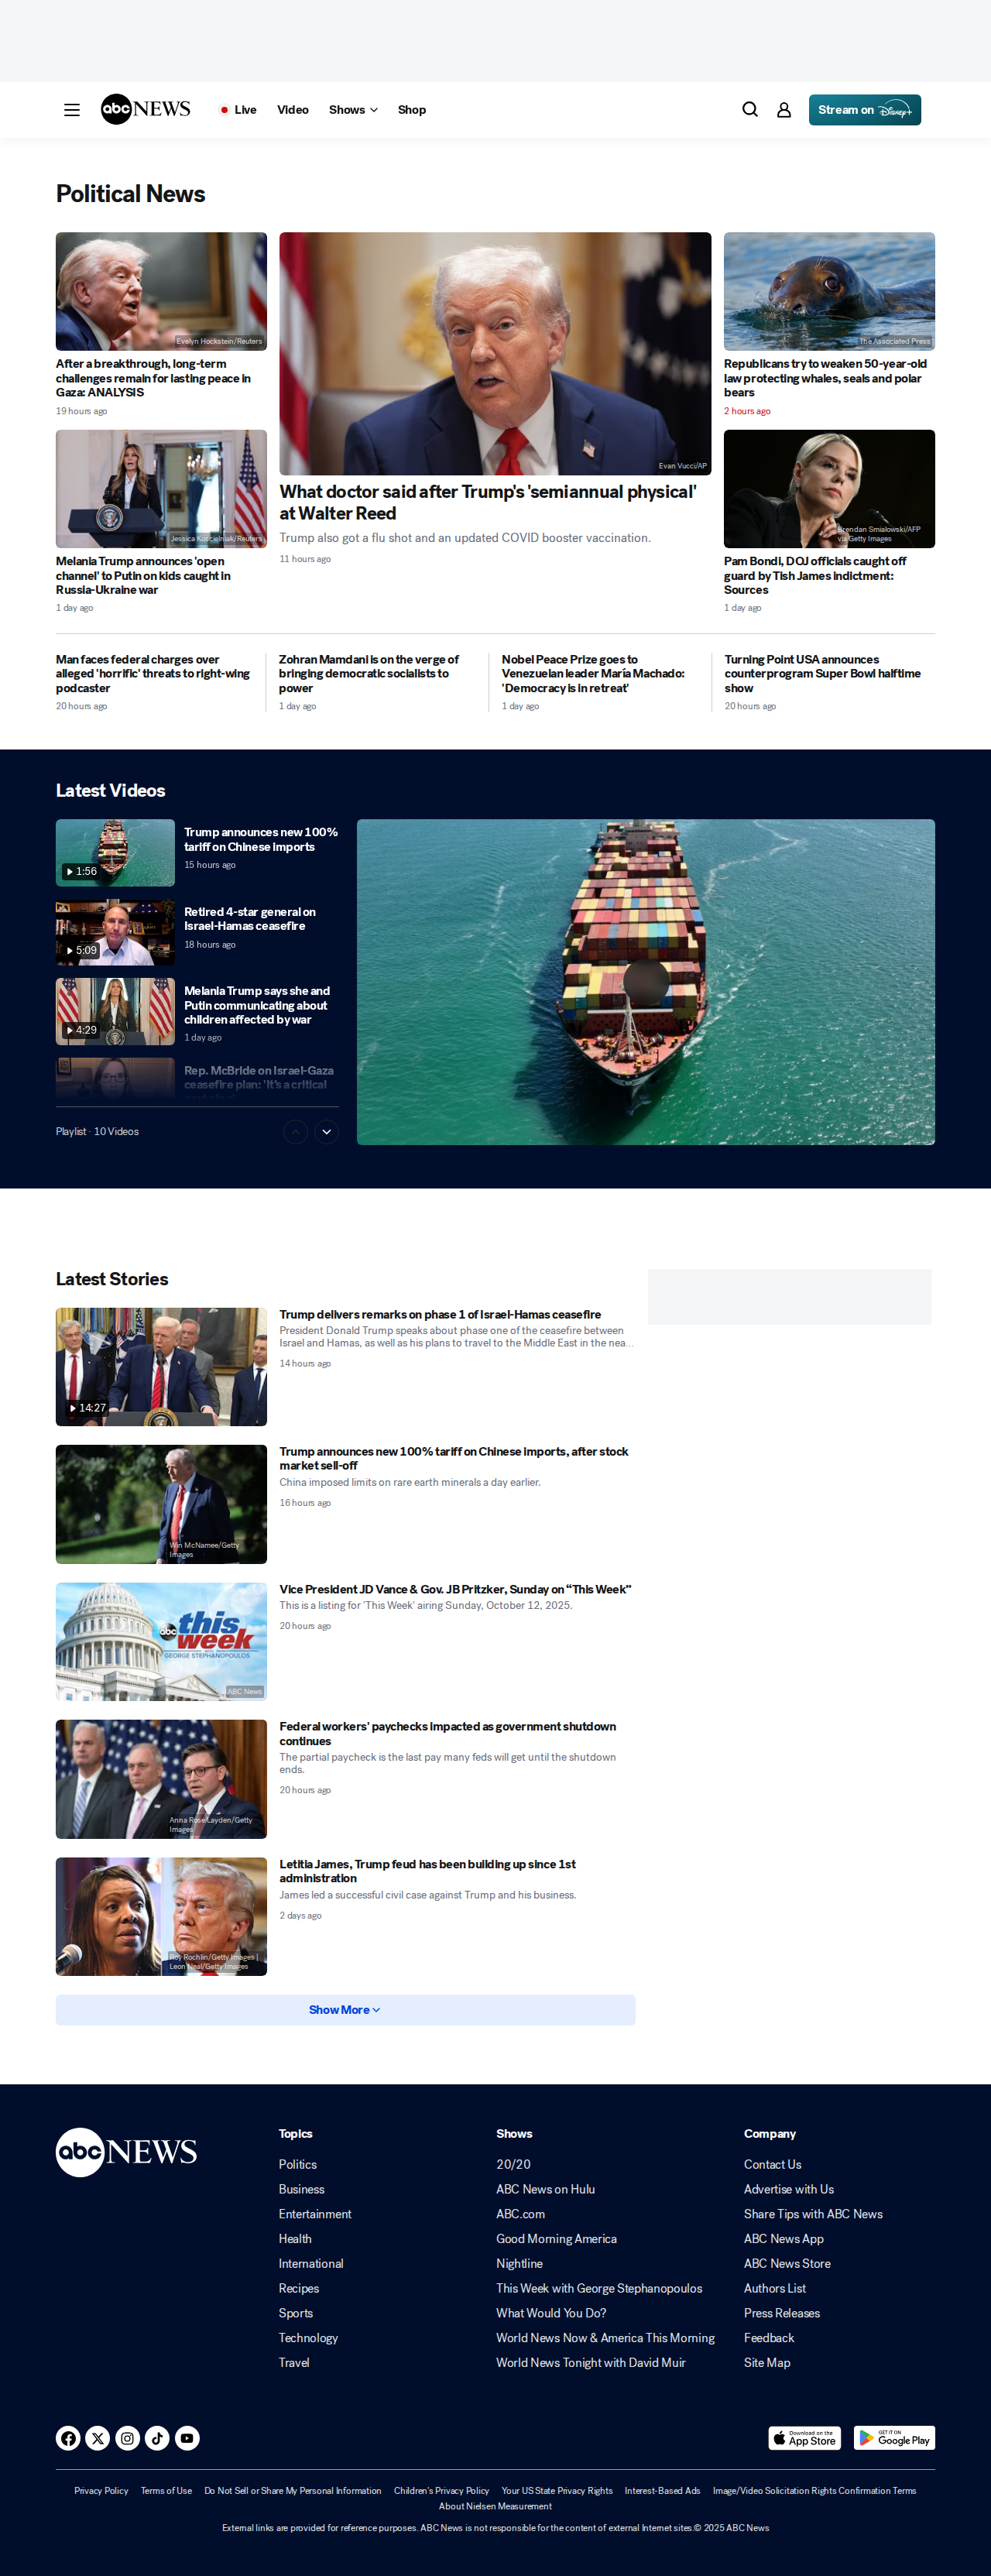 abc NEWS
Live
Video
Shows
Shop
Stream on Disney+
Political News
Evelyn Hockstein/Reuters
After a breakthrough, long-term
challenges remain for lasting peace in
Gaza: ANALYSIS
19 hours ago
Jessica Koscielniak/Reuters
Melania Trump announces 'open
channel' to Putin on kids caught in
Russia-Ukraine war
1 day ago
Evan Vucci/AP
What doctor said after Trump's 'semiannual physical'
at Walter Reed
Trump also got a flu shot and an updated COVID booster vaccination.
11 hours ago
The Associated Press
Republicans try to weaken 50-year-old
law protecting whales, seals and polar
bears
2 hours ago
Brendan Smialowski/AFP
via Getty Images
Pam Bondi, DOJ officials caught off
guard by Tish James indictment:
Sources
1 day ago
Man faces federal charges over
alleged 'horrific' threats to right-wing
podcaster
20 hours ago
Zohran Mamdani is on the verge of
bringing democratic socialists to
power
1 day ago
Nobel Peace Prize goes to
Venezuelan leader María Machado:
'Democracy is in retreat'
1 day ago
Turning Point USA announces
counterprogram Super Bowl halftime
show
20 hours ago
Latest Videos
1:56
Trump announces new 100%
tariff on Chinese imports
15 hours ago
5:09
Retired 4-star general on
Israel-Hamas ceasefire
18 hours ago
4:29
Melania Trump says she and
Putin communicating about
children affected by war
1 day ago
Rep. McBride on Israel-Gaza
ceasefire plan: 'It's a critical
Playlist · 10 Videos
Latest Stories
14:27
Trump delivers remarks on phase 1 of Israel-Hamas ceasefire
President Donald Trump speaks about phase one of the ceasefire between
Israel and Hamas, as well as his plans to travel to the Middle East in the nea...
14 hours ago
Win McNamee/Getty
Images
Trump announces new 100% tariff on Chinese imports, after stock
market sell-off
China imposed limits on rare earth minerals a day earlier.
16 hours ago
abc this
week
GEORGE STEPHANOPOULOS
ABC News
Vice President JD Vance & Gov. JB Pritzker, Sunday on “This Week”
This is a listing for 'This Week' airing Sunday, October 12, 2025.
20 hours ago
Anna Rose Layden/Getty
Images
Federal workers' paychecks impacted as government shutdown
continues
The partial paycheck is the last pay many feds will get until the shutdown
ends.
20 hours ago
Roy Rochlin/Getty Images |
Leon Neal/Getty Images
Letitia James, Trump feud has been building up since 1st
administration
James led a successful civil case against Trump and his business.
2 days ago
Show More
abc NEWS
Topics
Politics
Business
Entertainment
Health
International
Recipes
Sports
Technology
Travel
Shows
20/20
ABC News on Hulu
ABC.com
Good Morning America
Nightline
This Week with George Stephanopoulos
What Would You Do?
World News Now & America This Morning
World News Tonight with David Muir
Company
Contact Us
Advertise with Us
Share Tips with ABC News
ABC News App
ABC News Store
Authors List
Press Releases
Feedback
Site Map
Download on the
App Store
GET IT ON
Google Play
Privacy Policy Terms of Use Do Not Sell or Share My Personal Information Children's Privacy Policy Your US State Privacy Rights Interest-Based Ads Image/Video Solicitation Rights Confirmation Terms
About Nielsen Measurement
External links are provided for reference purposes. ABC News is not responsible for the content of external Internet sites.© 2025 ABC News